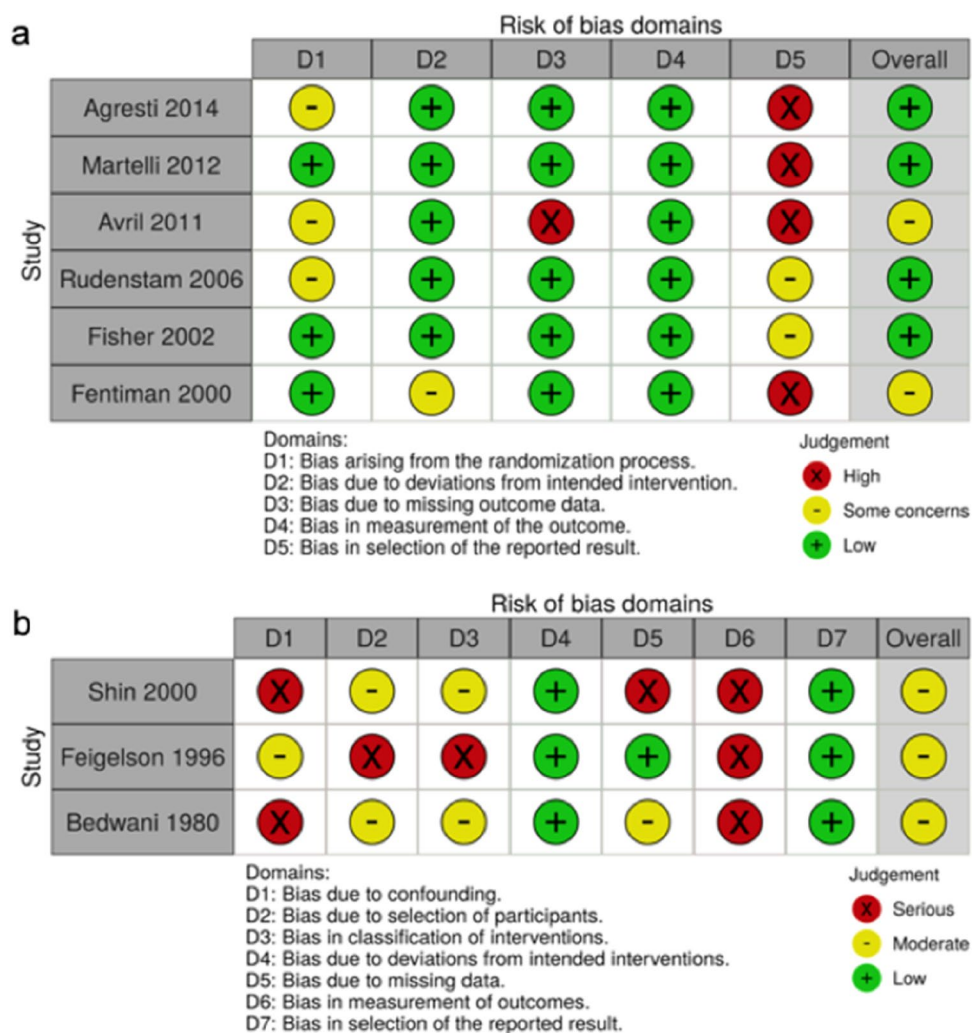 a
Risk of bias domains
D1 D2 D3 D4 D5 Overall
Study
Agresti 2014 - + + + X +
Martelli 2012 + + + + X +
Avril 2011 - + X + X -
Rudenstam 2006 - + + + - +
Fisher 2002 + + + + - +
Fentiman 2000 + - + + X -
Domains:
D1: Bias arising from the randomization process.
D2: Bias due to deviations from intended intervention.
D3: Bias due to missing outcome data.
D4: Bias in measurement of the outcome.
D5: Bias in selection of the reported result.
Judgement
X High
- Some concerns
+ Low
b
Risk of bias domains
D1 D2 D3 D4 D5 D6 D7 Overall
Study
Shin 2000 X - - + X X + -
Feigelson 1996 - X X + + X + -
Bedwani 1980 X - - + - X + -
Domains:
D1: Bias due to confounding.
D2: Bias due to selection of participants.
D3: Bias in classification of interventions.
D4: Bias due to deviations from intended interventions.
D5: Bias due to missing data.
D6: Bias in measurement of outcomes.
D7: Bias in selection of the reported result.
Judgement
X Serious
- Moderate
+ Low